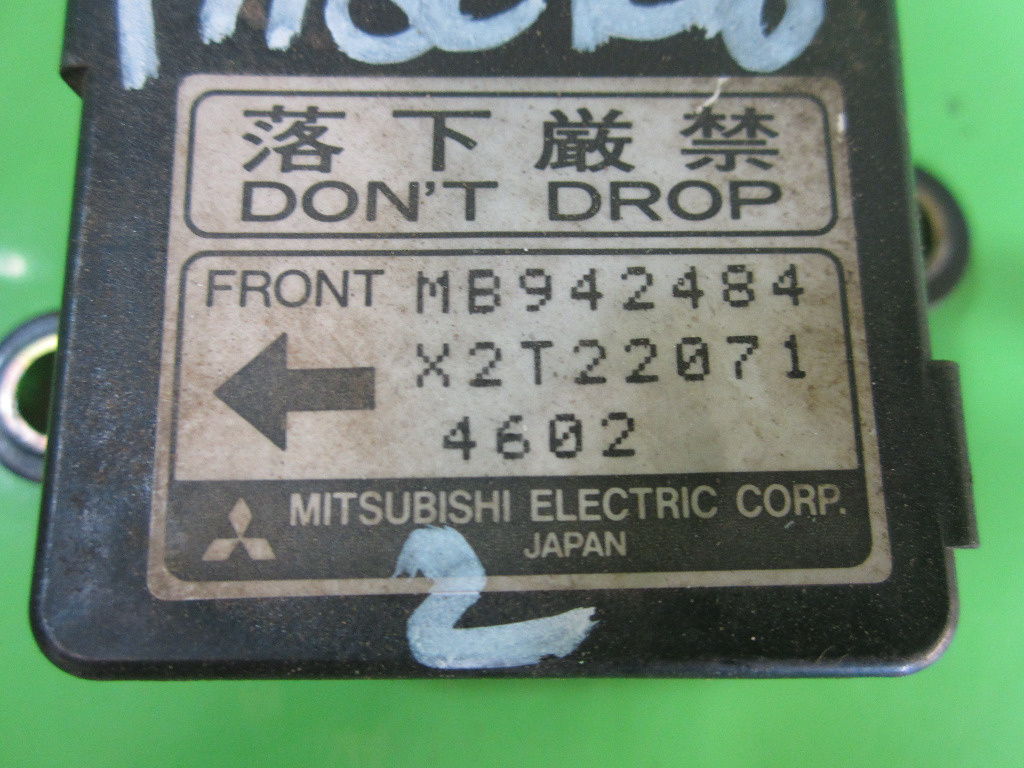 落下厳禁
DON'T DROP
FRONT MB942484
X2T22071
4602
MITSUBISHI ELECTRIC CORP.
JAPAN
2